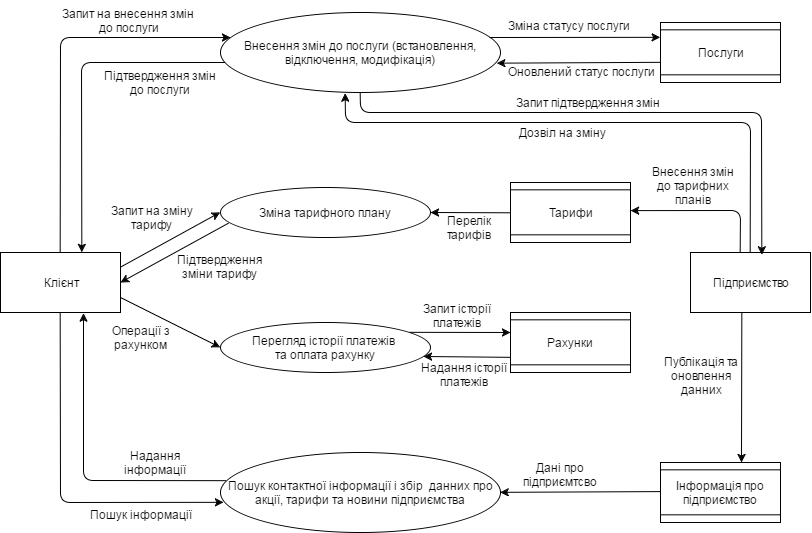 Запит на внесення змін
до послуги
Внесення змін до послуги (встановлення,
відключення, модифікація)
Зміна статусу послуги
Послуги
Підтвердження змін
до послуги
Оновлений статус послуги
Запит підтвердження змін
Дозвіл на зміну
Запит на зміну
тарифу
Зміна тарифного плану
Перелік
тарифів
Тарифи
Внесення змін
до тарифних
планів
Підтвердження
зміни тарифу
Клієнт
Підприємство
Операції з
рахунком
Перегляд історії платежів
та оплата рахунку
Запит історії
платежів
Рахунки
Надання історії
платежів
Публікація та
оновлення
данних
Надання
інформації
Пошук контактної інформації і збір данних про
акції, тарифи та новини підприємства
Дані про
підприємтсво
Інформація про
підприємство
Пошук інформації